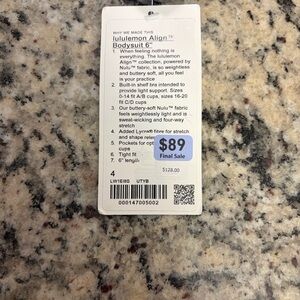 WHY WE MADE THIS
lululemon Align™
Bodysuit 6"
1. When feeling nothing is
everything. The lululemon
Align™ collection, powered by
Nulu™ fabric, is so weightless
and buttery soft, all you feel
is your practice
2. Built-in shelf bra intended to
provide light support. Sizes
0-14 fit A/B cups, sizes 16-20
fit C/D cups
3. Our buttery-soft Nulu™ fabric
feels weightless and light and is
sweat-wicking and four-way
stretch
4. Added Lycra® fibre for stretch
and shape
5. Pockets for
cups
6. Tight fit
7. 6" length
$89
Final Sale
4
$128.00
UTYB
000147005002